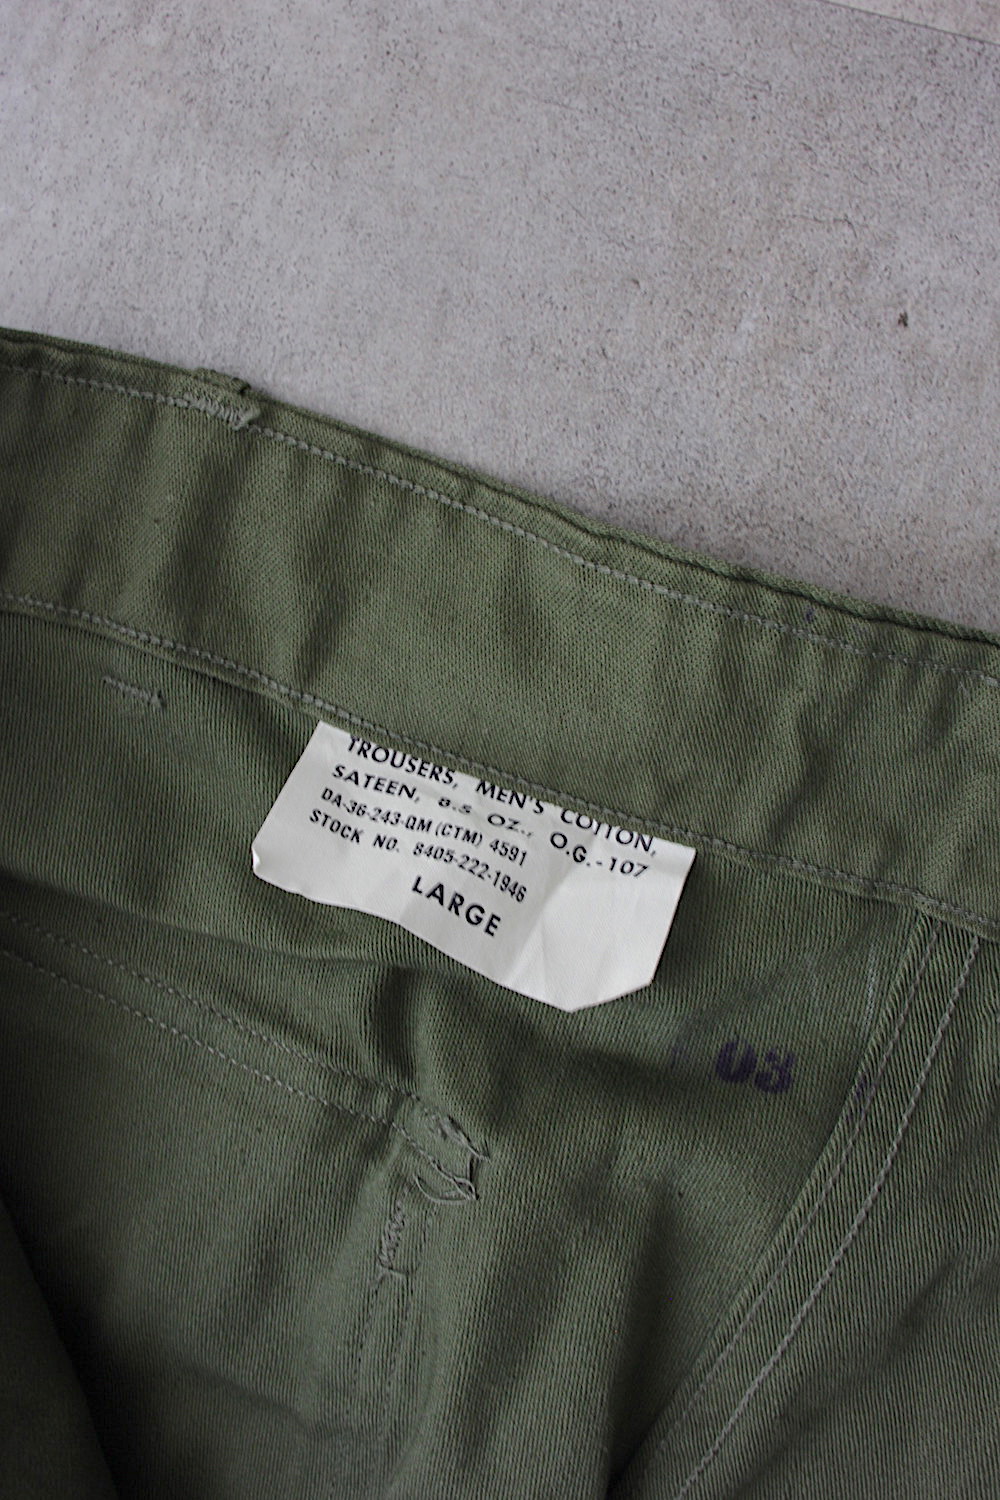 TROUSERS, MEN'S COTTON,
SATEEN, 8.5 OZ., O.G.-107
DA-36-243-QM (CTM) 4591
STOCK NO. 8405-222-1946
LARGE
03